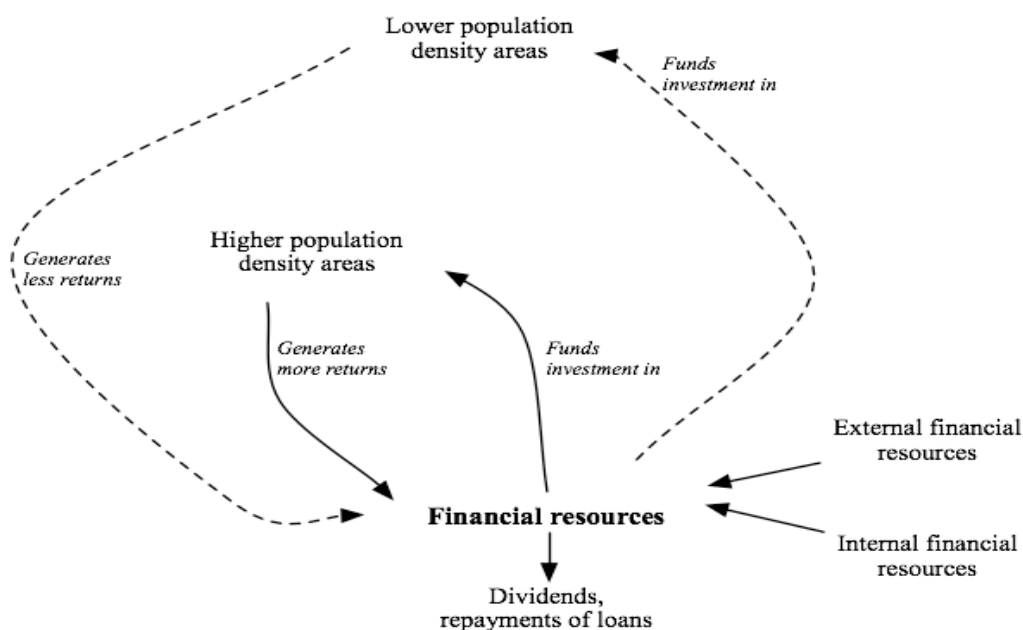 Lower population
density areas
Funds
investment in
Higher population
density areas
Generates
less returns
Generates
more returns
Funds
investment in
External financial
resources
Financial resources
Internal financial
resources
Dividends,
repayments of loans